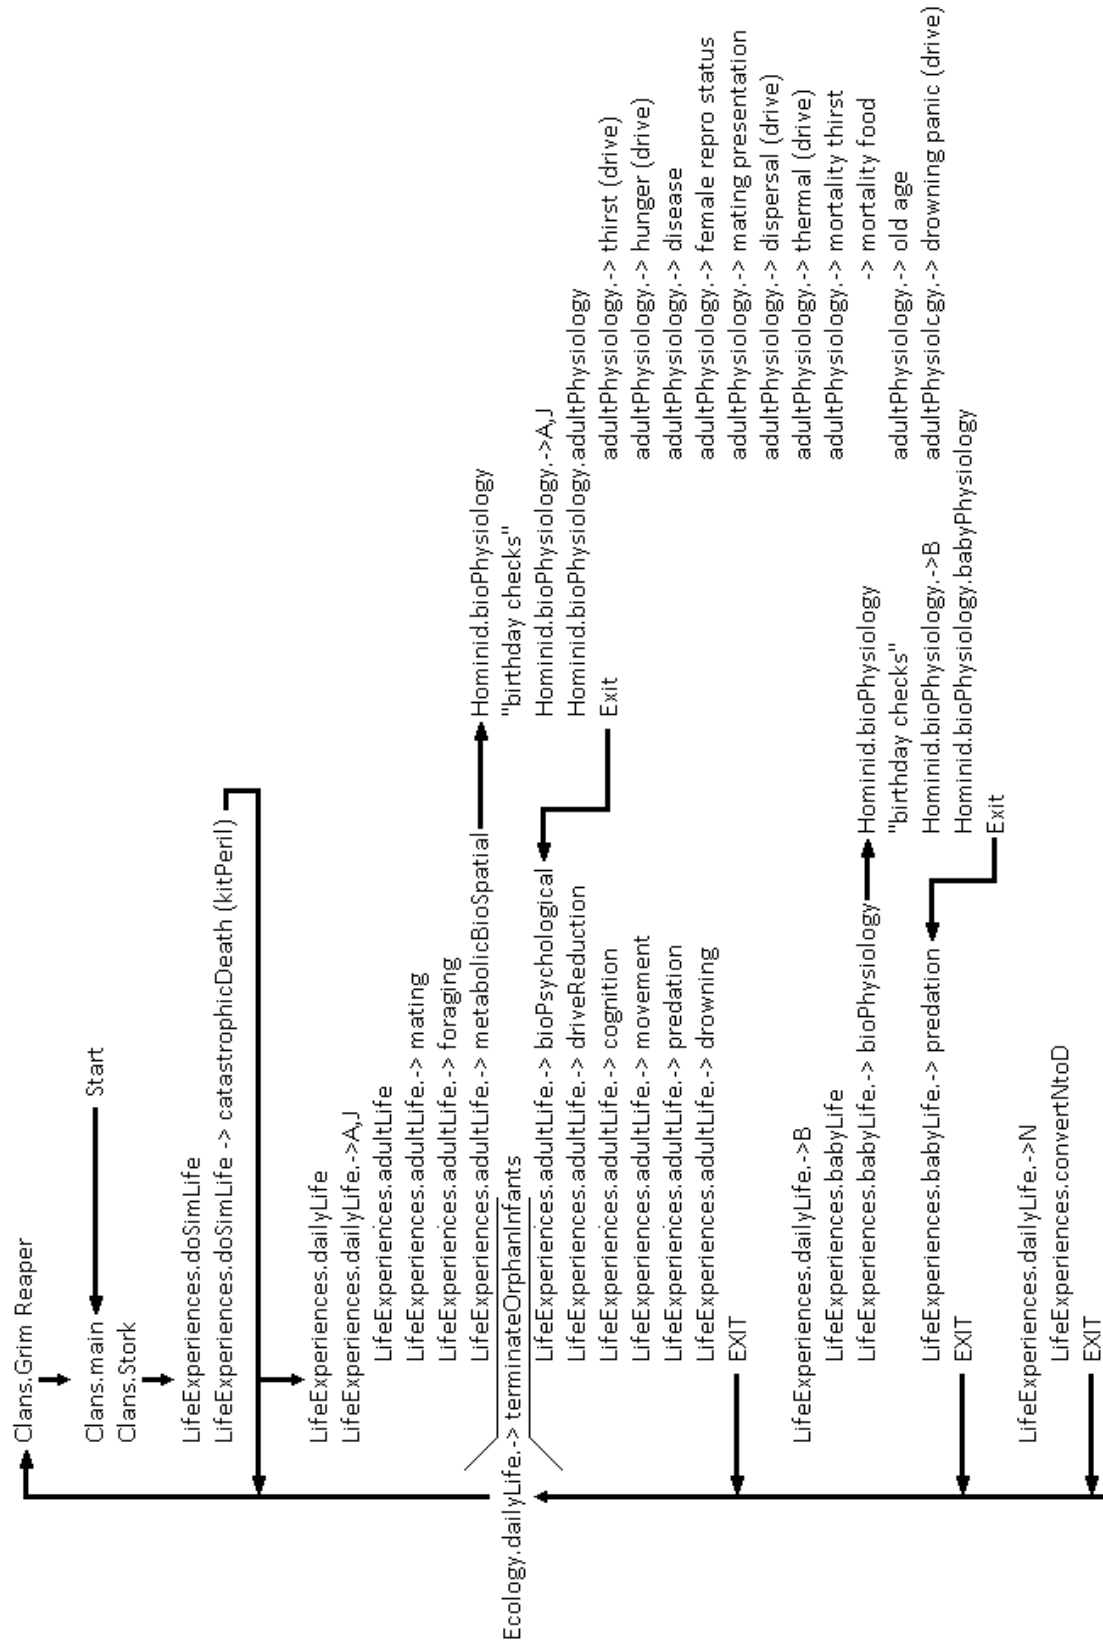 Clans.Grim Reaper
Clans.main
Start
Clans.Stork
LifeExperiences.doSimLife
LifeExperiences.doSimLife -> catastrophicDeath (kitPeril)
LifeExperiences.dailyLife
LifeExperiences.dailyLife.->A,J
LifeExperiences.adultLife
LifeExperiences.adultLife.-> mating
LifeExperiences.adultLife.-> foraging
LifeExperiences.adultLife.-> metabolicBioSpatial
Hominid.bioPhysiology
"birthday checks"
Hominid.bioPhysiology.->A,J
Hominid.bioPhysiology.adultPhysiology
adultPhysiology.-> thirst (drive)
adultPhysiology.-> hunger (drive)
adultPhysiology.-> disease
adultPhysiology.-> female repro status
adultPhysiology.-> mating presentation
adultPhysiology.-> dispersal (drive)
adultPhysiology.-> thermal (drive)
adultPhysiology.-> mortality thirst
-> mortality food
adultPhysiology.-> old age
adultPhysiolcgy.-> drowning panic (drive)
Exit
Ecology.dailyLife.-> terminateOrphanInfants
LifeExperiences.adultLife.-> bioPsychological
LifeExperiences.adultLife.-> driveReduction
LifeExperiences.adultLife.-> cognition
LifeExperiences.adultLife.-> movement
LifeExperiences.adultLife.-> predation
LifeExperiences.adultLife.-> drowning
EXIT
LifeExperiences.dailyLife.->B
LifeExperiences.babyLife
LifeExperiences.babyLife.-> bioPhysiology
Hominid.bioPhysiology
"birthday checks"
Hominid.bioPhysiology.->B
Hominid.bioPhysiology.babyPhysiology
Exit
LifeExperiences.babyLife.-> predation
EXIT
LifeExperiences.dailyLife.->N
LifeExperiences.convertNtoD
EXIT